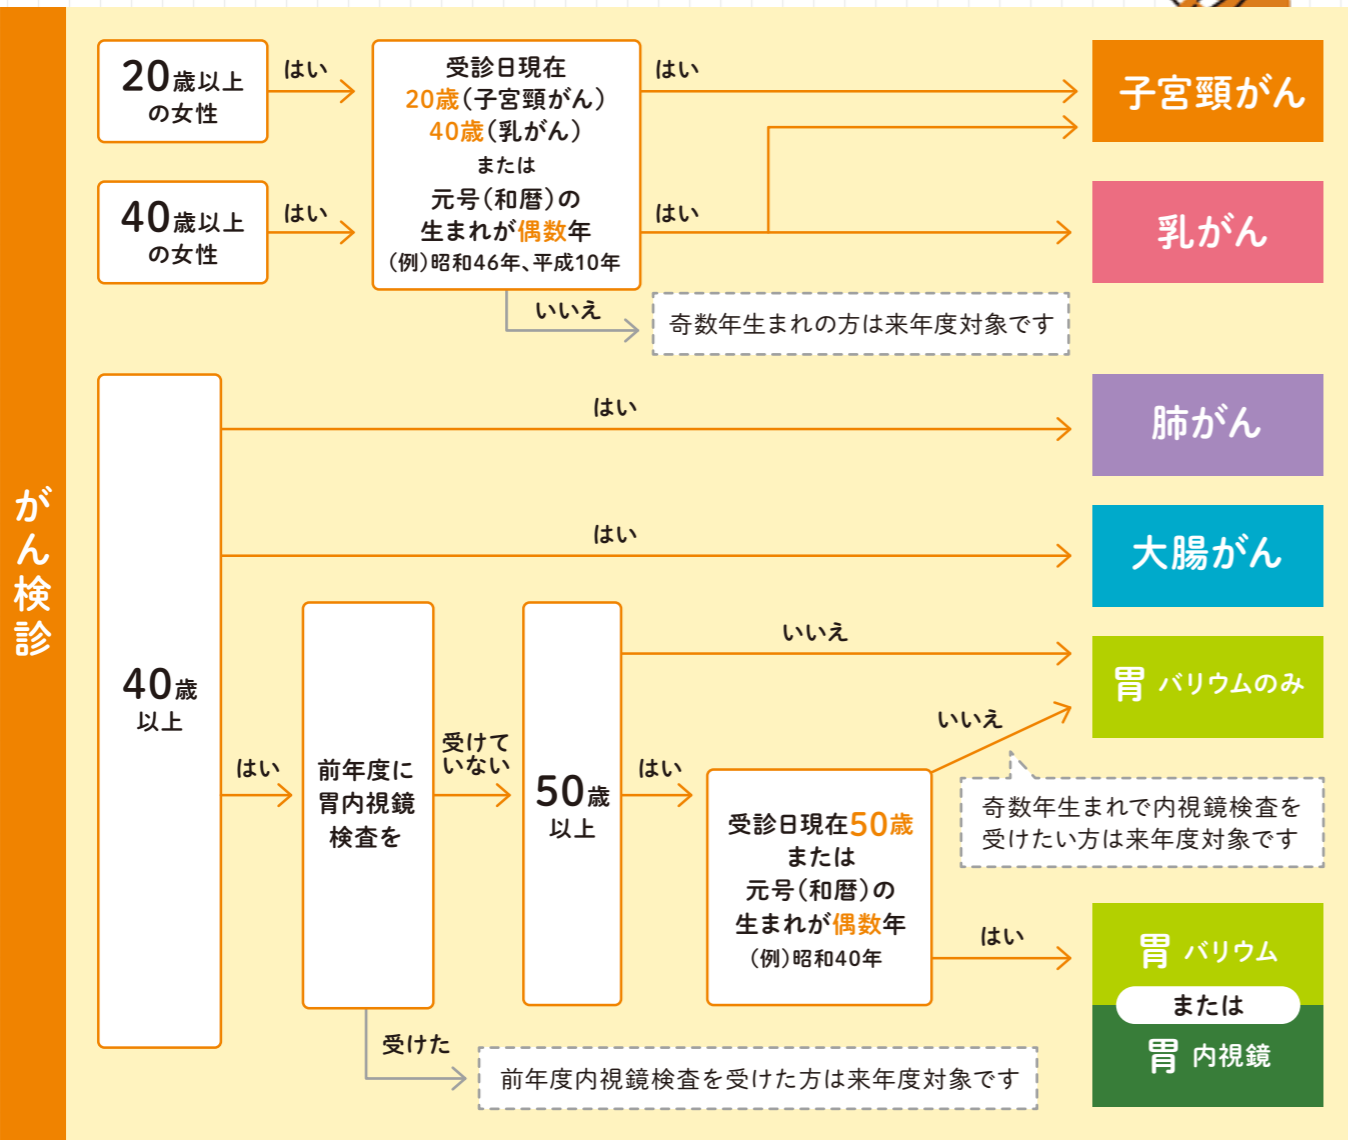 がん検診
20歳以上
の女性
はい
受診日現在
20歳(子宮頸がん)
40歳(乳がん)
または
元号(和暦)の
生まれが偶数年
(例)昭和46年、平成10年
はい
子宮頸がん
40歳以上
の女性
はい
はい
乳がん
いいえ
奇数年生まれの方は来年度対象です
40歳
以上
はい
肺がん
はい
大腸がん
はい
前年度に
胃内視鏡
検査を
受けて
いない
50歳
以上
いいえ
胃 バリウムのみ
はい
受診日現在50歳
または
元号(和暦)の
生まれが偶数年
(例)昭和40年
いいえ
奇数年生まれで内視鏡検査を
受けたい方は来年度対象です
はい
胃 バリウム
または
胃 内視鏡
受けた
前年度内視鏡検査を受けた方は来年度対象です